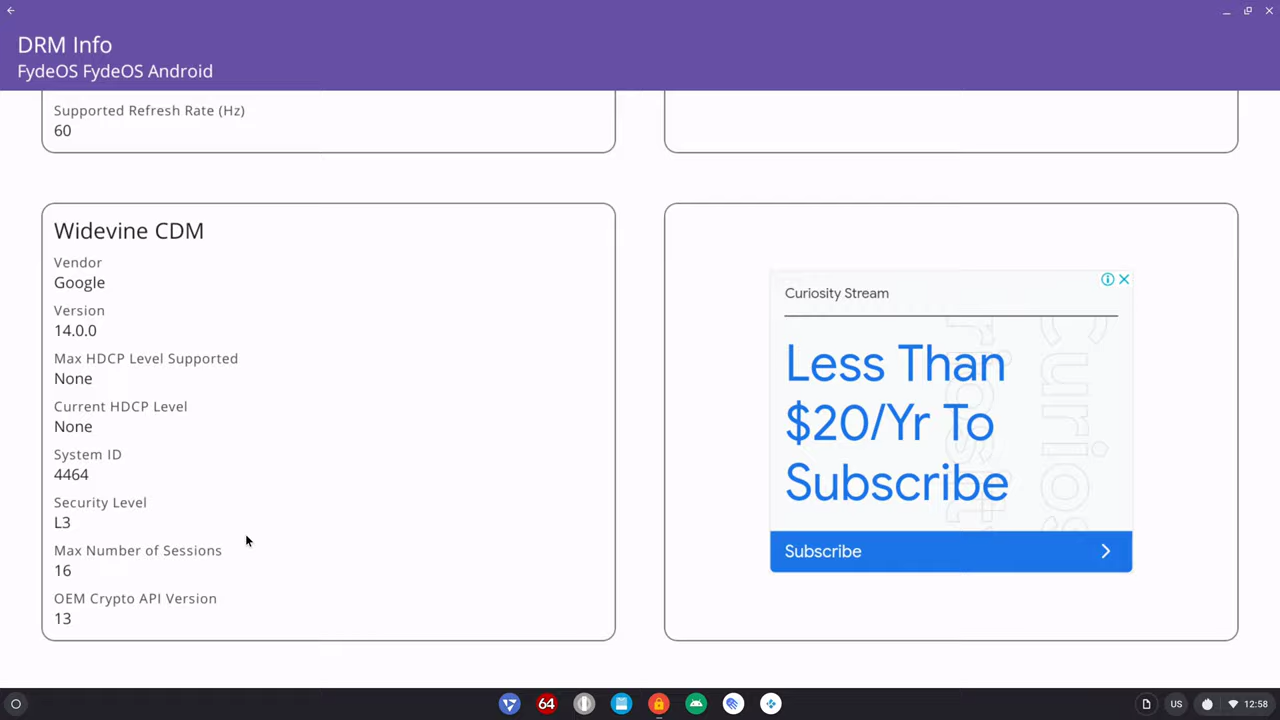 DRM Info
FydeOS FydeOS Android
Supported Refresh Rate (Hz)
60
Widevine CDM
Vendor
Google
Version
14.0.0
Max HDCP Level Supported
None
Current HDCP Level
None
System ID
4464
Security Level
L3
Max Number of Sessions
16
OEM Crypto API Version
13
Curiosity Stream
Less Than
$20/Yr To
Subscribe
Subscribe
64
US
12:58